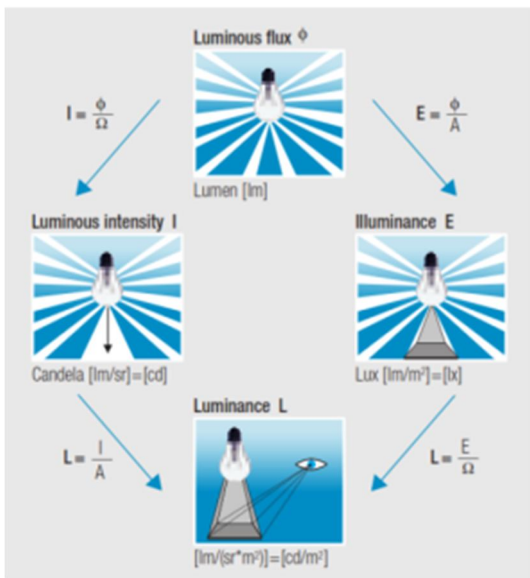 Luminous flux ϕ
I = ϕ/Ω
E = ϕ/A
Lumen [lm]
Luminous intensity I
Illuminance E
Candela [lm/sr]=[cd]
Lux [lm/m²]=[lx]
Luminance L
L = I/A
L = E/Ω
[lm/(sr*m²)]=[cd/m²]